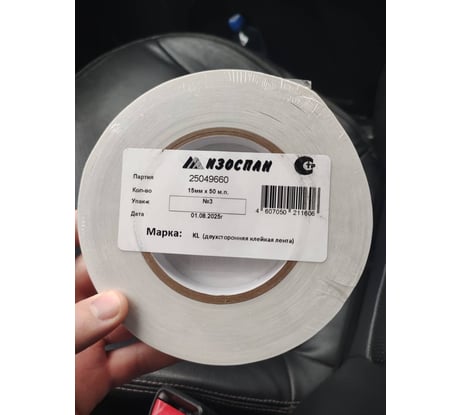 ИЗОСПАН
Партия 25049660
Кол-во 15мм х 50 м.п.
Упак-к №3
Дата 01.08.2025г
4 607050 211606
Марка: KL (двухсторонняя клейкая лента)